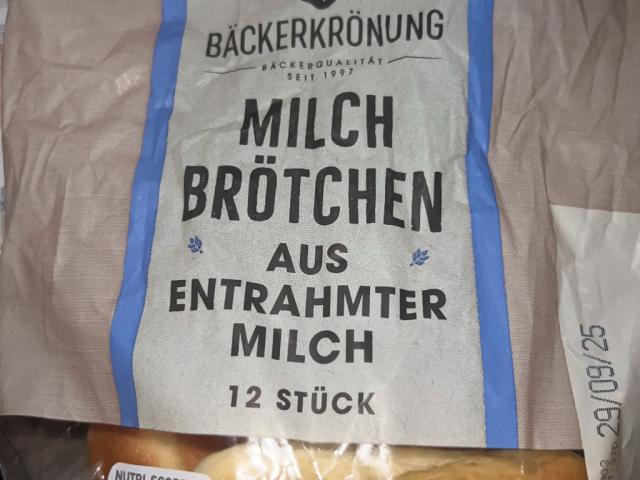 BÄCKERKRÖNUNG
BÄCKERQUALITÄT
SEIT 1997
MILCH
BRÖTCHEN
AUS
ENTRAHMTER
MILCH
12 STÜCK
29/09/25